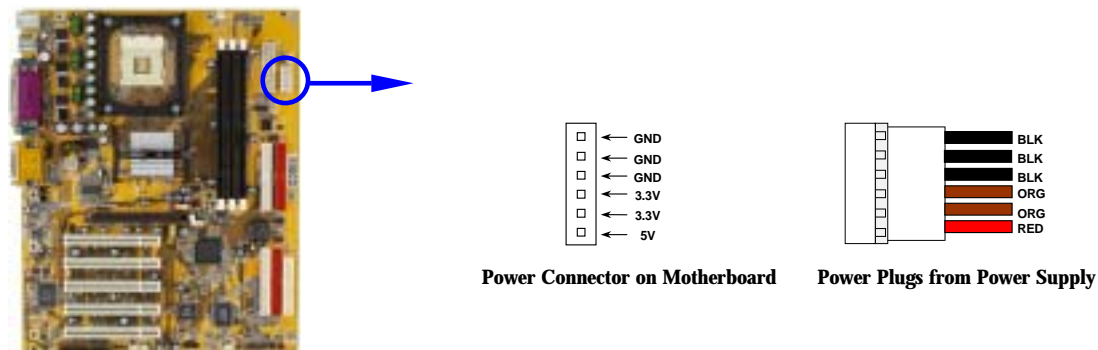 GND
GND
GND
3.3V
3.3V
5V
BLK
BLK
BLK
ORG
ORG
RED
Power Connector on Motherboard
Power Plugs from Power Supply